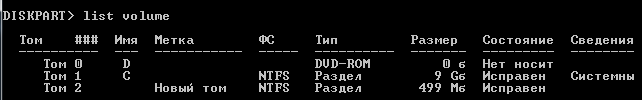 DISKPART> list volume
Том ### Имя Метка ФС Тип Размер Состояние Сведения
Том 0 D DVD-ROM 0 б Нет носит
Том 1 C NTFS Раздел 9 Gб Исправен Системны
Том 2 Новый том NTFS Раздел 499 Mб Исправен